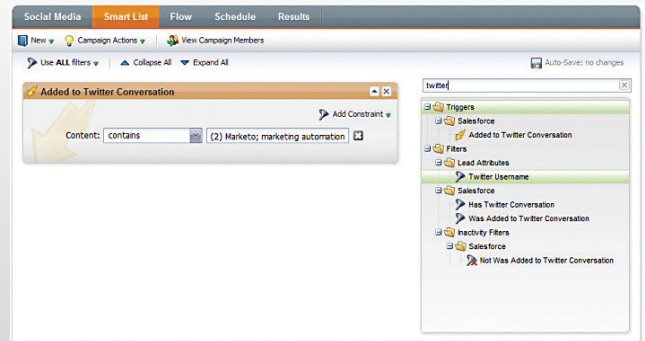 Social Media Smart List Flow Schedule Results
New Campaign Actions View Campaign Members
Use ALL filters Collapse All Expand All Auto-Save: no changes
Added to Twitter Conversation
Add Constraint
Content: contains (2) Marketo; marketing automation
twitter
Triggers
Salesforce
Added to Twitter Conversation
Filters
Lead Attributes
Twitter Username
Salesforce
Has Twitter Conversation
Was Added to Twitter Conversation
Inactivity Filters
Salesforce
Not Was Added to Twitter Conversation